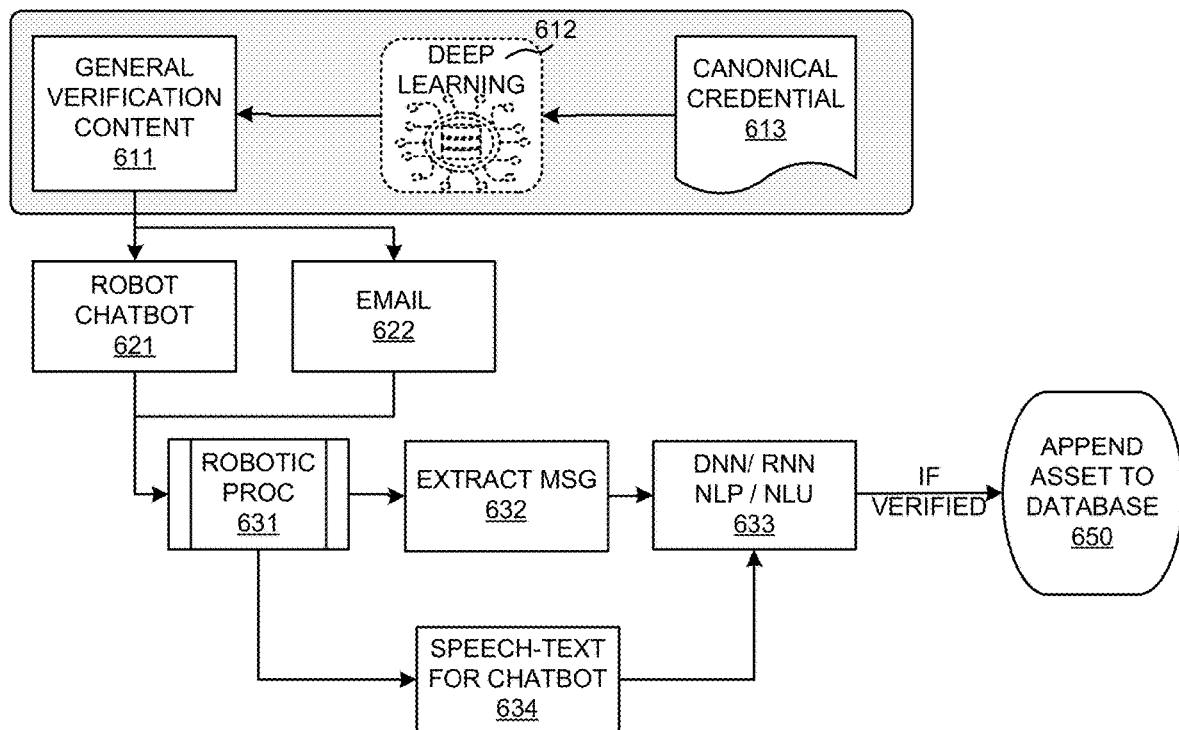 GENERAL
VERIFICATION
CONTENT
611
DEEP
LEARNING
612
CANONICAL
CREDENTIAL
613
ROBOT
CHATBOT
621
EMAIL
622
ROBOTIC
PROC
631
EXTRACT MSG
632
DNN/ RNN
NLP / NLU
633
IF
VERIFIED
APPEND
ASSET TO
DATABASE
650
SPEECH-TEXT
FOR CHATBOT
634